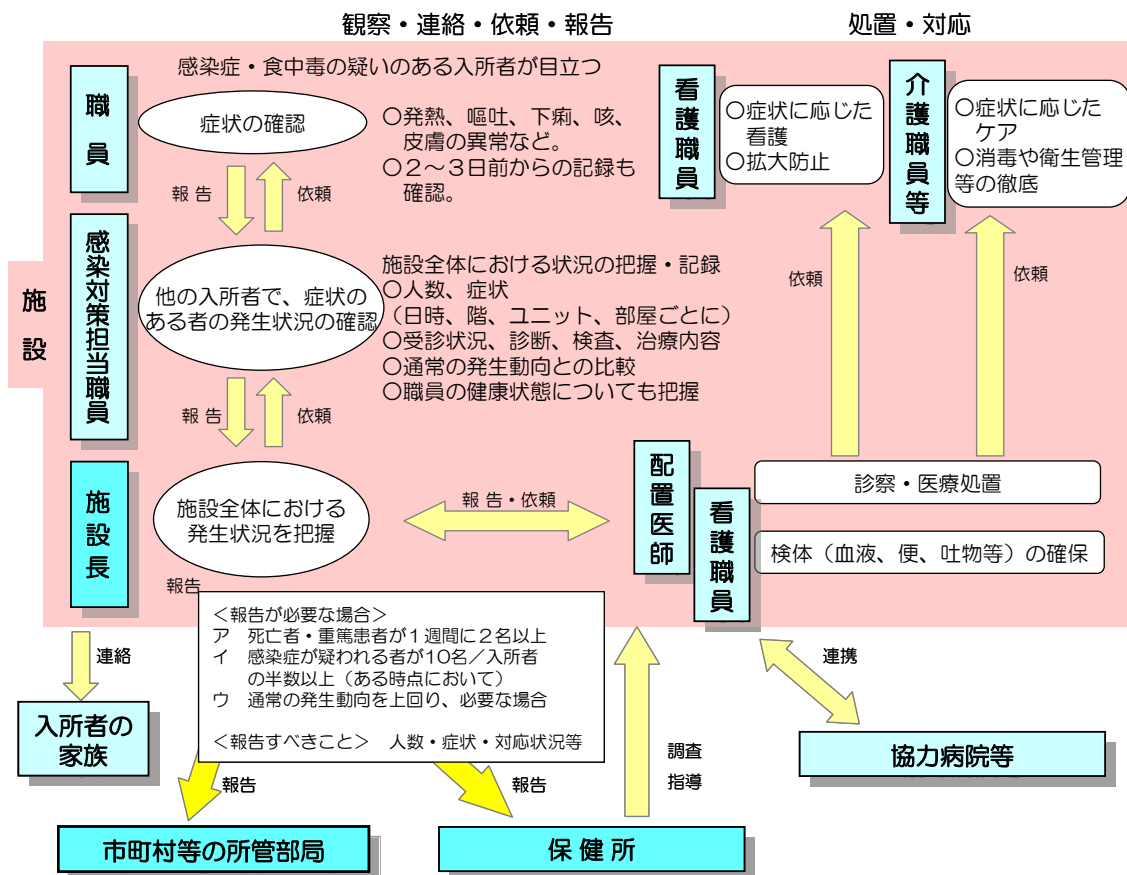 観察・連絡・依頼・報告
処置・対応
職員
感染症・食中毒の疑いのある入所者が目立つ
症状の確認
○発熱、嘔吐、下痢、咳、
皮膚の異常など。
○2～3日前からの記録も
確認。
看護職員
○症状に応じた
看護
○拡大防止
介護職員等
○症状に応じた
ケア
○消毒や衛生管理
等の徹底
報告
依頼
施設
感染対策担当職員
他の入所者で、症状の
ある者の発生状況の確認
施設全体における状況の把握・記録
○人数、症状
（日時、階、ユニット、部屋ごとに）
○受診状況、診断、検査、治療内容
○通常の発生動向との比較
○職員の健康状態についても把握
依頼
依頼
報告
依頼
施設長
施設全体における
発生状況を把握
報告・依頼
配置医師
看護職員
診察・医療処置
検体（血液、便、吐物等）の確保
報告
＜報告が必要な場合＞
ア　死亡者・重篤患者が１週間に２名以上
イ　感染症が疑われる者が10名／入所者
の半数以上（ある時点において）
ウ　通常の発生動向を上回り、必要な場合
＜報告すべきこと＞　人数・症状・対応状況等
連絡
入所者の
家族
連携
協力病院等
調査
指導
報告
報告
市町村等の所管部局
保健所